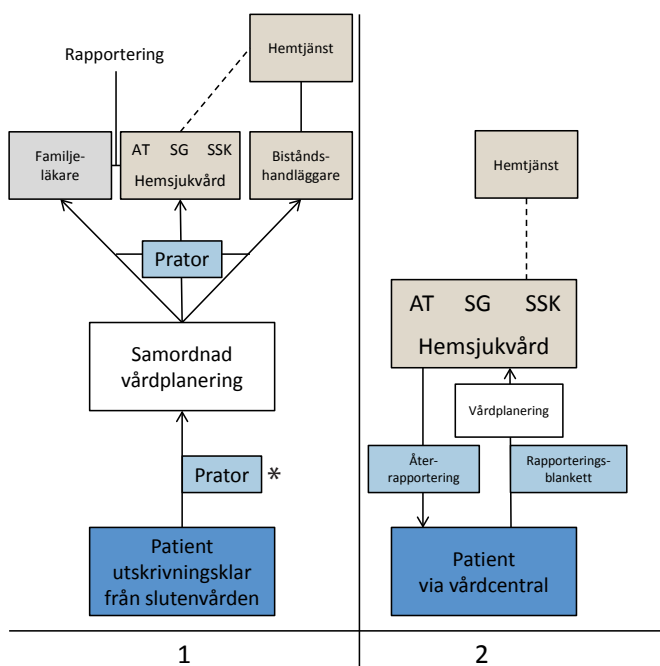 Rapportering
Hemtjänst
Familje-
läkare
AT SG SSK
Hemsjukvård
Bistånds-
handläggare
Prator
Samordnad
vårdplanering
Prator *
Patient
utskrivningsklar
från slutenvården
1
Hemtjänst
AT SG SSK
Hemsjukvård
Vårdplanering
Åter-
rapportering
Rapporterings-
blankett
Patient
via vårdcentral
2